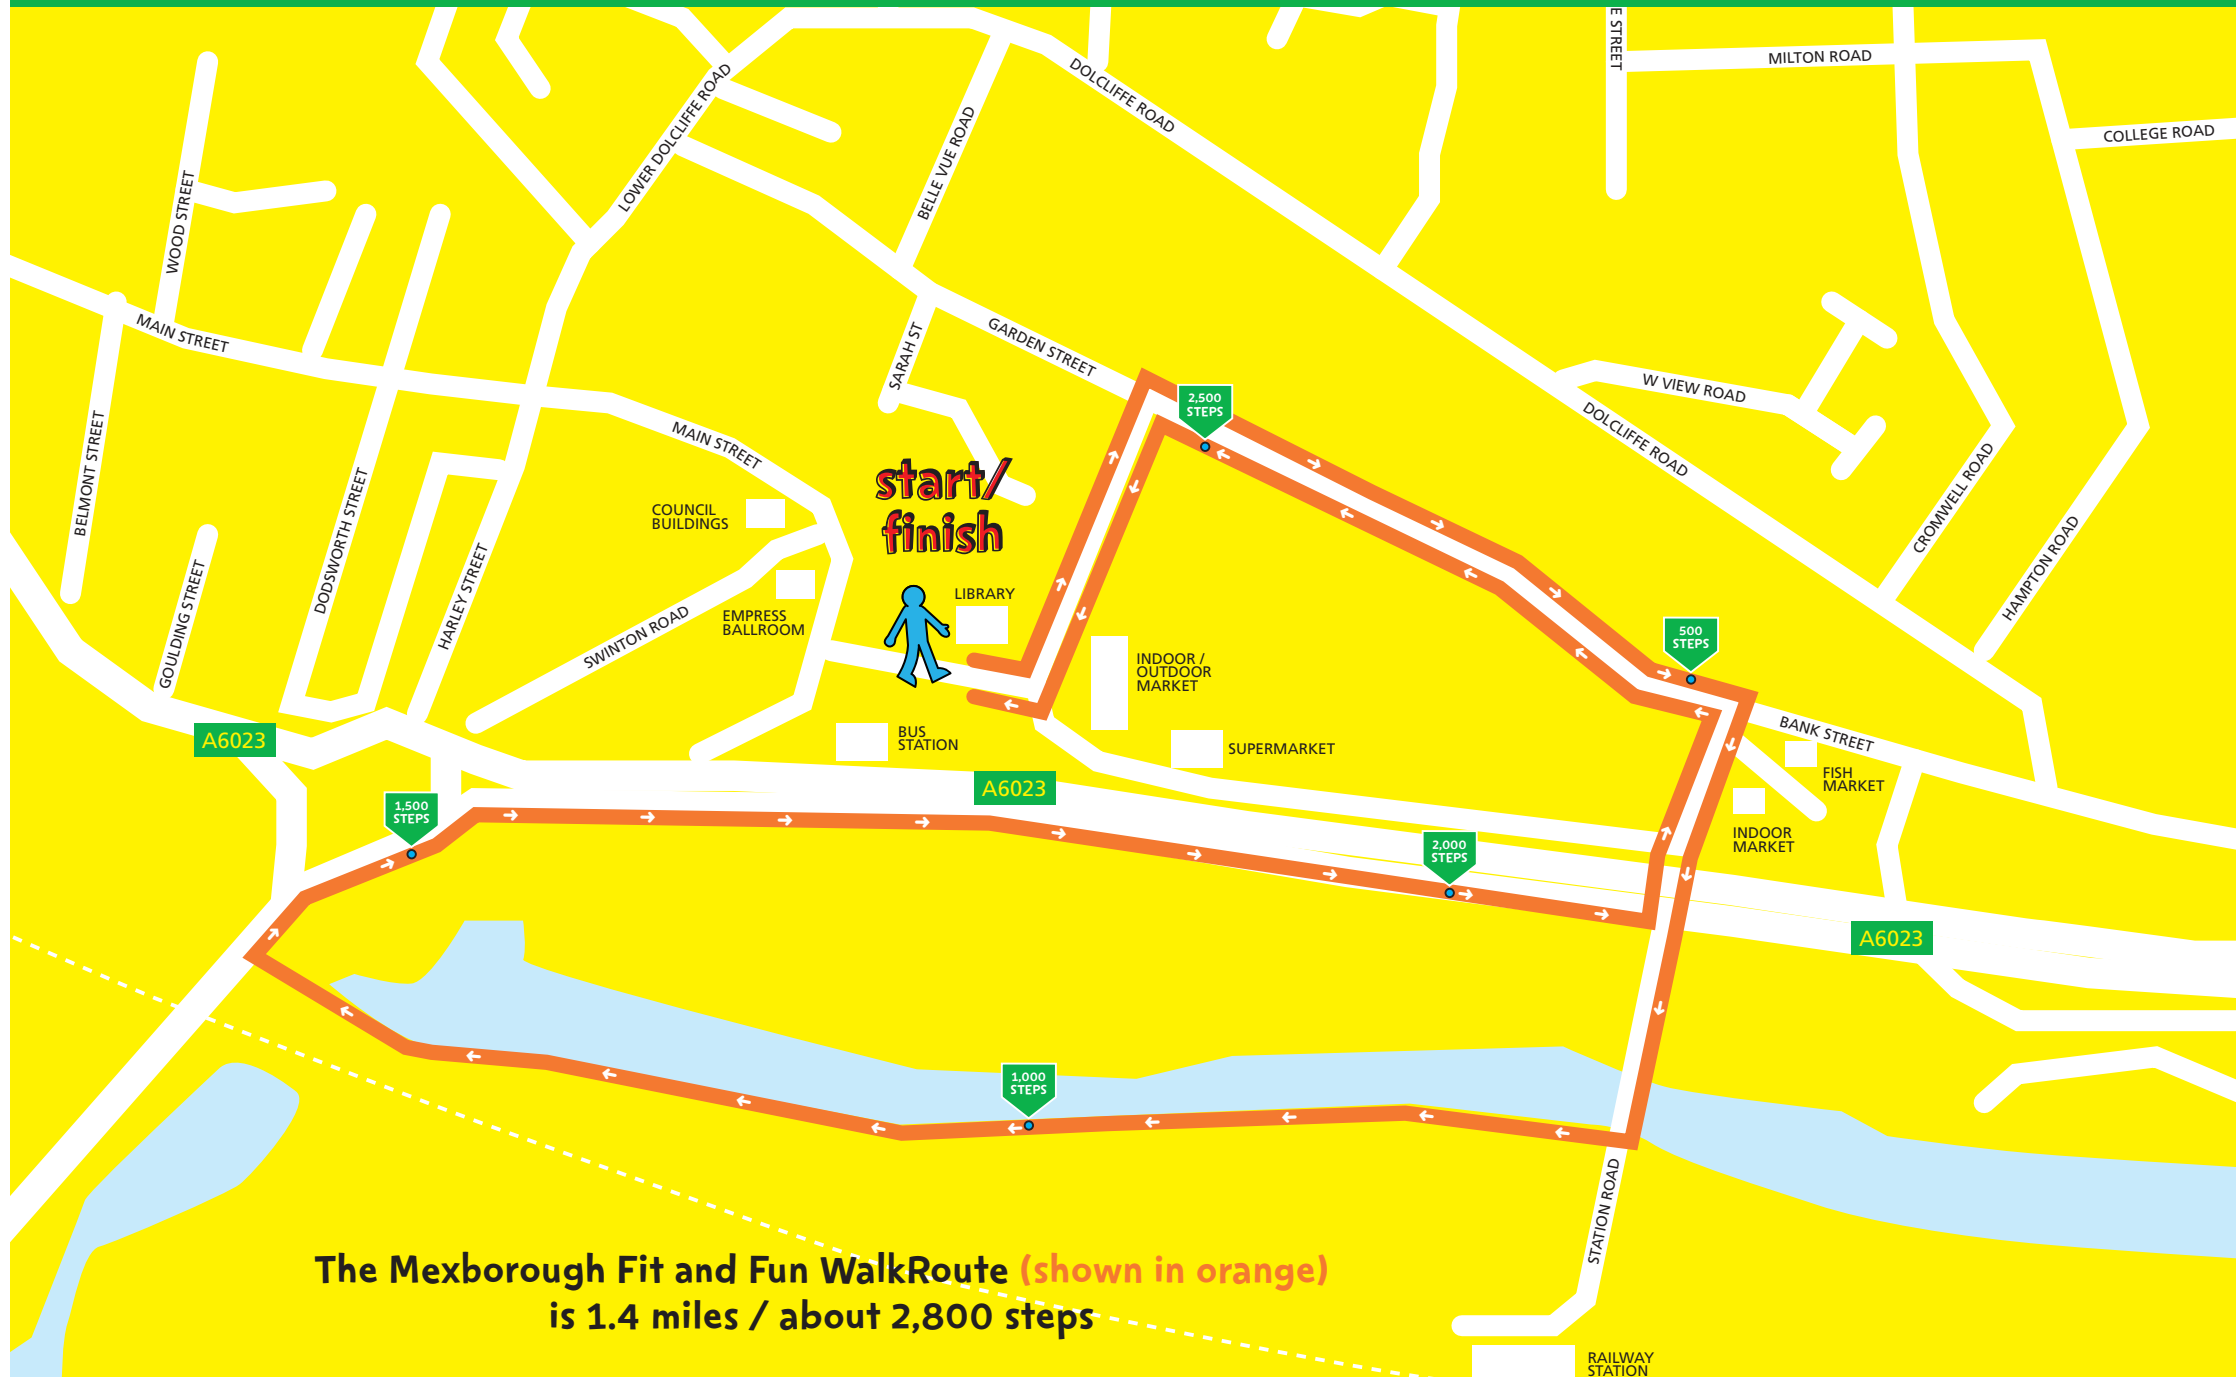 E STREET
MILTON ROAD
COLLEGE ROAD
DOLCLIFFE ROAD
LOWER DOLCLIFFE ROAD
BELLE VUE ROAD
WOOD STREET
MAIN STREET
SARAH ST
GARDEN STREET
W VIEW ROAD
DOLCLIFFE ROAD
2,500
STEPS
BELMONT STREET
MAIN STREET
CROMWELL ROAD
HAMPTON ROAD
start/
finish
COUNCIL
BUILDINGS
DODSWORTH STREET
HARLEY STREET
GOULDING STREET
SWINTON ROAD
EMPRESS
BALLROOM
LIBRARY
INDOOR /
OUTDOOR
MARKET
500
STEPS
BANK STREET
A6023
BUS
STATION
SUPERMARKET
FISH
MARKET
A6023
1,500
STEPS
INDOOR
MARKET
2,000
STEPS
A6023
1,000
STEPS
STATION ROAD
The Mexborough Fit and Fun WalkRoute (shown in orange)
is 1.4 miles / about 2,800 steps
RAILWAY
STATION